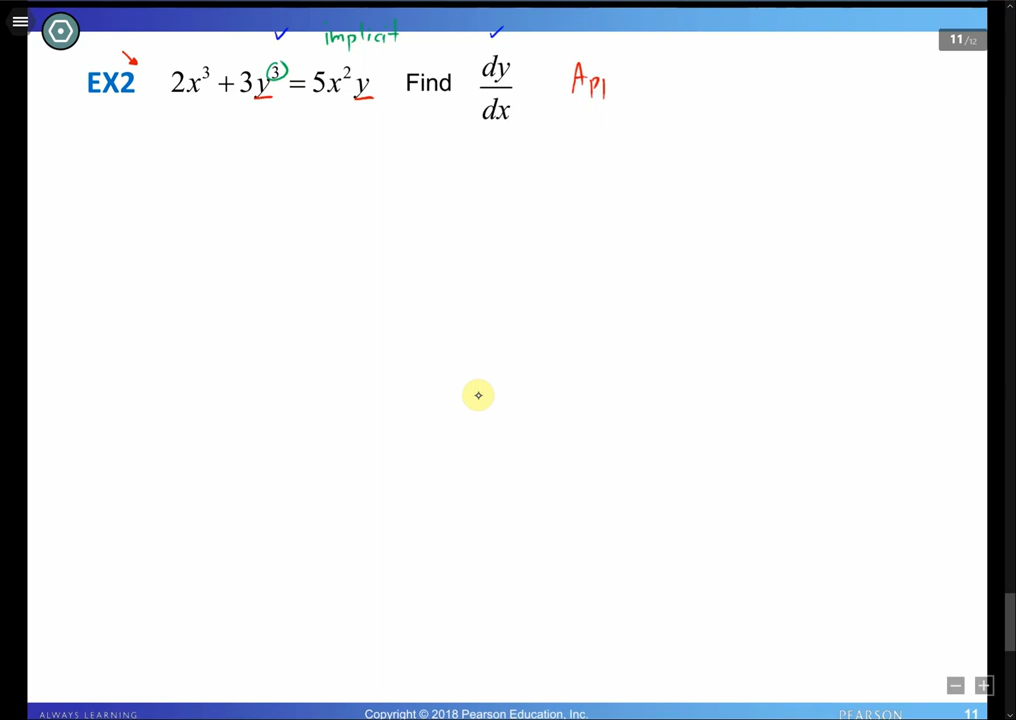 implicit
11/12
EX2 2x³ + 3y³ = 5x²y Find dy/dx
ALWAYS LEARNING Copyright © 2018 Pearson Education, Inc. PEARSON 11